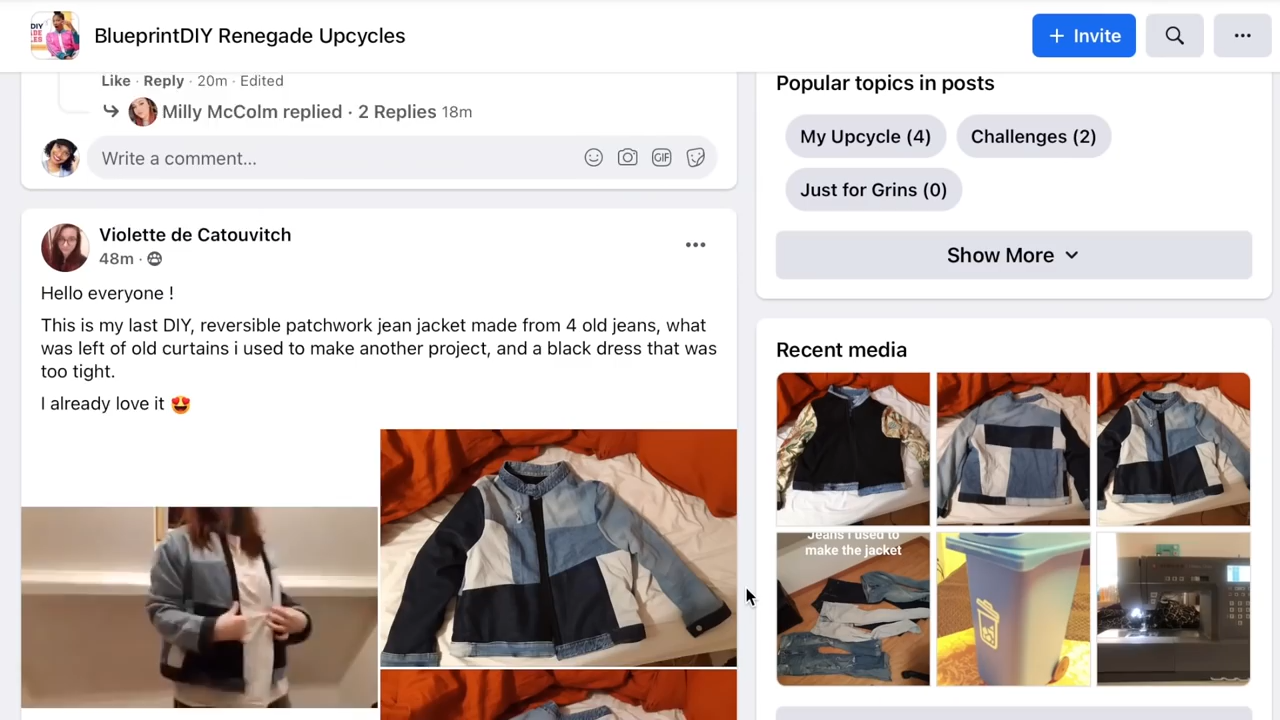 BlueprintDIY Renegade Upcycles
+ Invite
Like · Reply · 20m · Edited
Milly McColm replied · 2 Replies 18m
Write a comment...
GIF
Violette de Catouvitch
48m ·
Hello everyone !
This is my last DIY, reversible patchwork jean jacket made from 4 old jeans, what
was left of old curtains i used to make another project, and a black dress that was
too tight.
I already love it
Popular topics in posts
My Upcycle (4)
Challenges (2)
Just for Grins (0)
Show More
Recent media
Jeans i used to
make the jacket